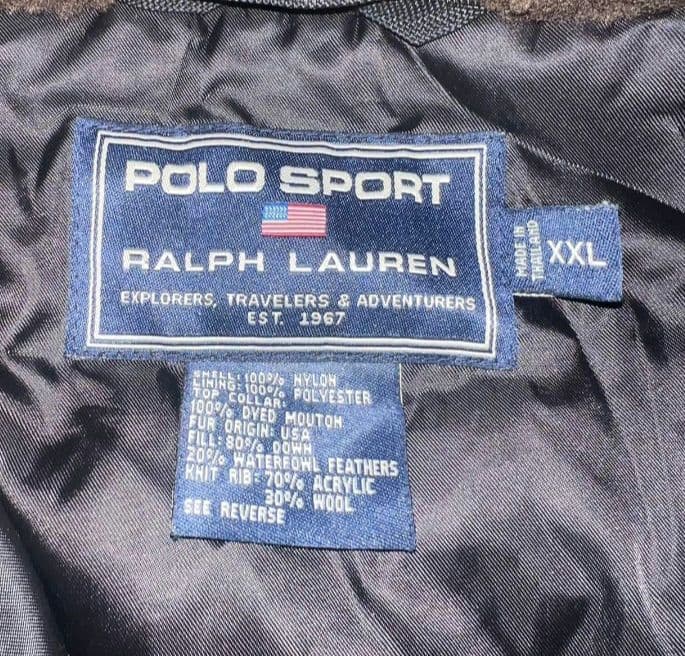 POLO SPORT
RALPH LAUREN
EXPLORERS, TRAVELERS & ADVENTURERS
EST. 1967
MADE IN
THAILAND
XXL
SHELL: 100% NYLON
LINING: 100% POLYESTER
TOP COLLAR:
100% DYED MOUTON
FUR ORIGIN: USA
FILL: 80% DOWN
20% WATERFOWL FEATHERS
KNIT RIB: 70% ACRYLIC
30% WOOL
SEE REVERSE